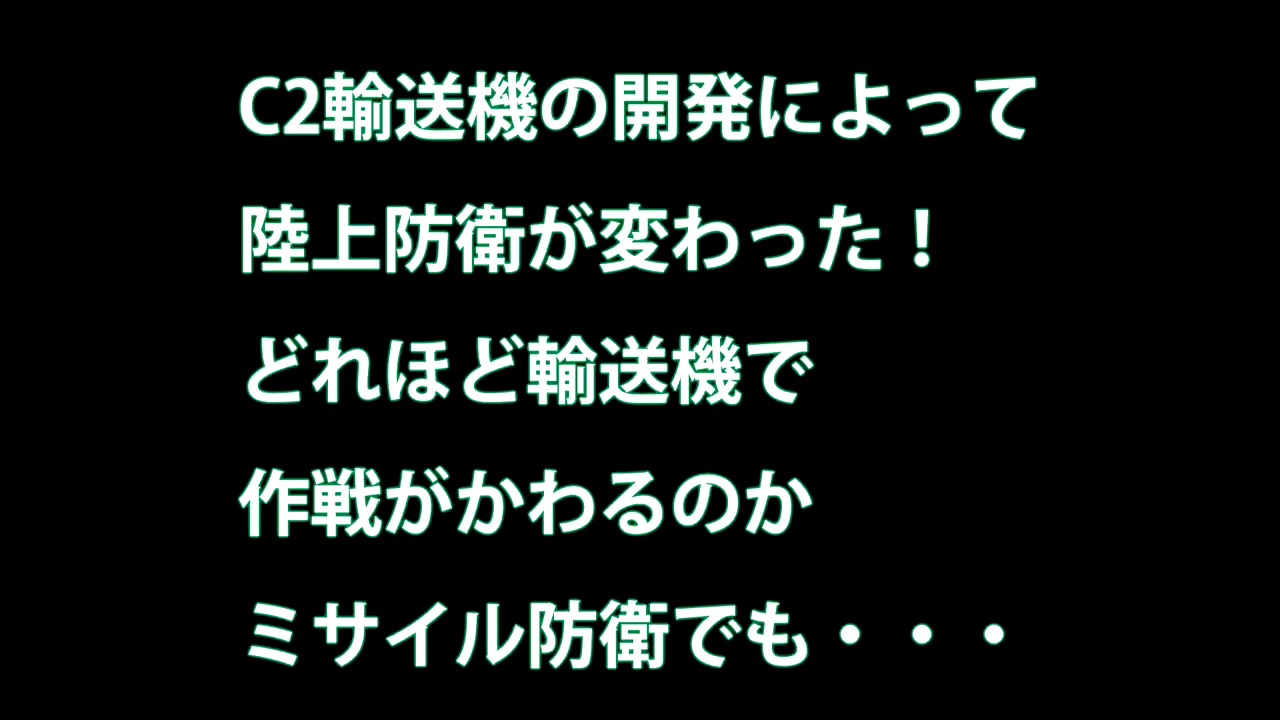 C2輸送機の開発によって
陸上防衛が変わった！
どれほど輸送機で
作戦がかわるのか
ミサイル防衛でも・・・